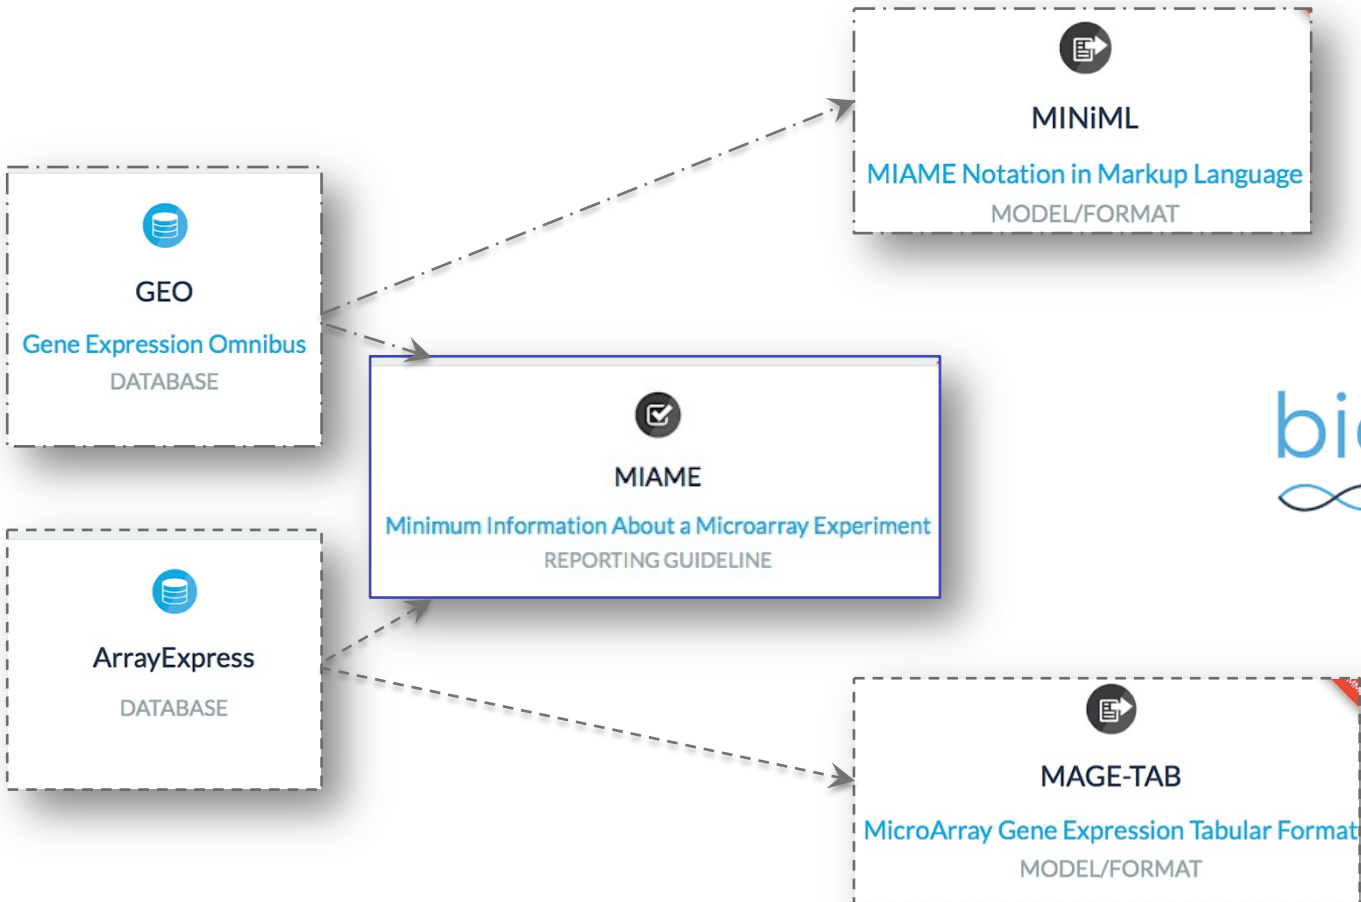 MINiML
MIAME Notation in Markup Language
MODEL/FORMAT
GEO
Gene Expression Omnibus
DATABASE
MIAME
Minimum Information About a Microarray Experiment
REPORTING GUIDELINE
ArrayExpress
DATABASE
MAGE-TAB
MicroArray Gene Expression Tabular Format
MODEL/FORMAT